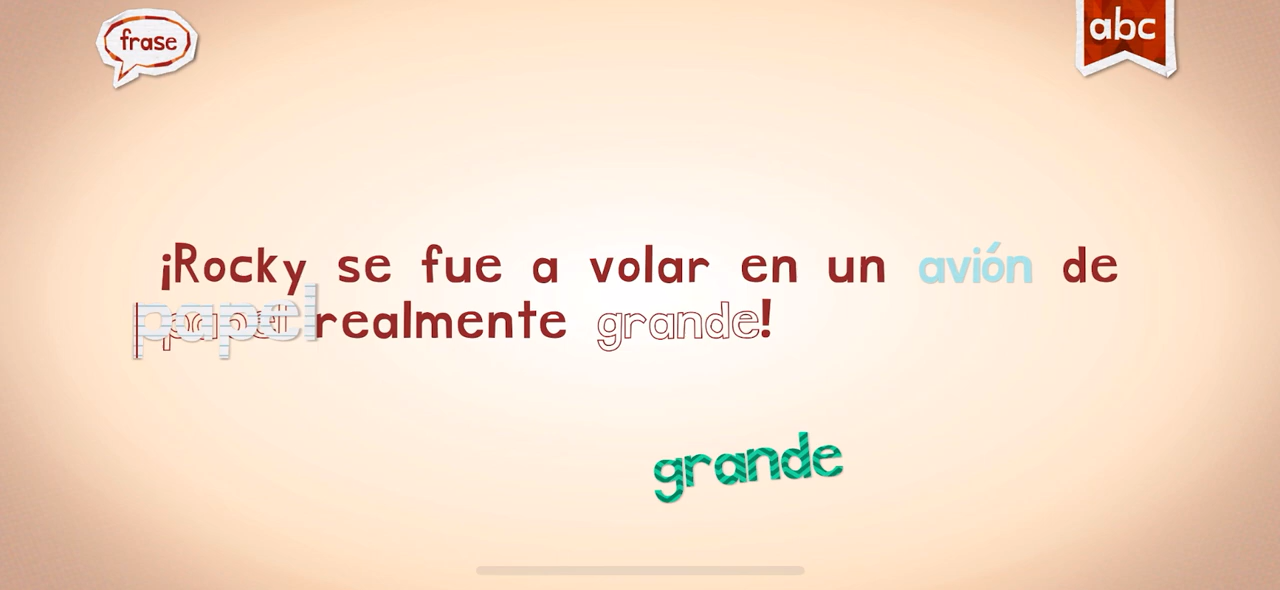 frase
abc
¡Rocky se fue a volar en un avión de
papel realmente grande!
grande